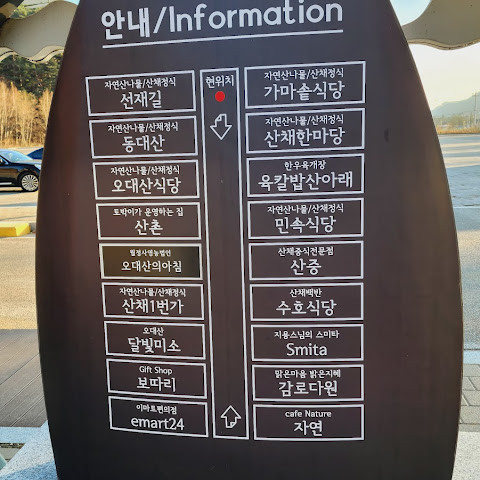 안내/Information
현위치
자연산나물/산채정식
선재길
자연산나물/산채정식
동대산
자연산나물/산채정식
오대산식당
토박이가 운영하는 집
산촌
월정사영농법인
오대산의아침
자연산나물/산채정식
산채1번가
오대산
달빛미소
Gift Shop
보따리
이마트편의점
emart24
자연산나물/산채정식
가마솥식당
자연산나물/산채정식
산채한마당
한우육개장
육칼밥산아래
자연산나물/산채정식
민속식당
산채음식전문점
산중
산채백반
수호식당
지용스님의 스미타
Smita
맑은마음 밝은지혜
감로다원
cafe Nature
자연